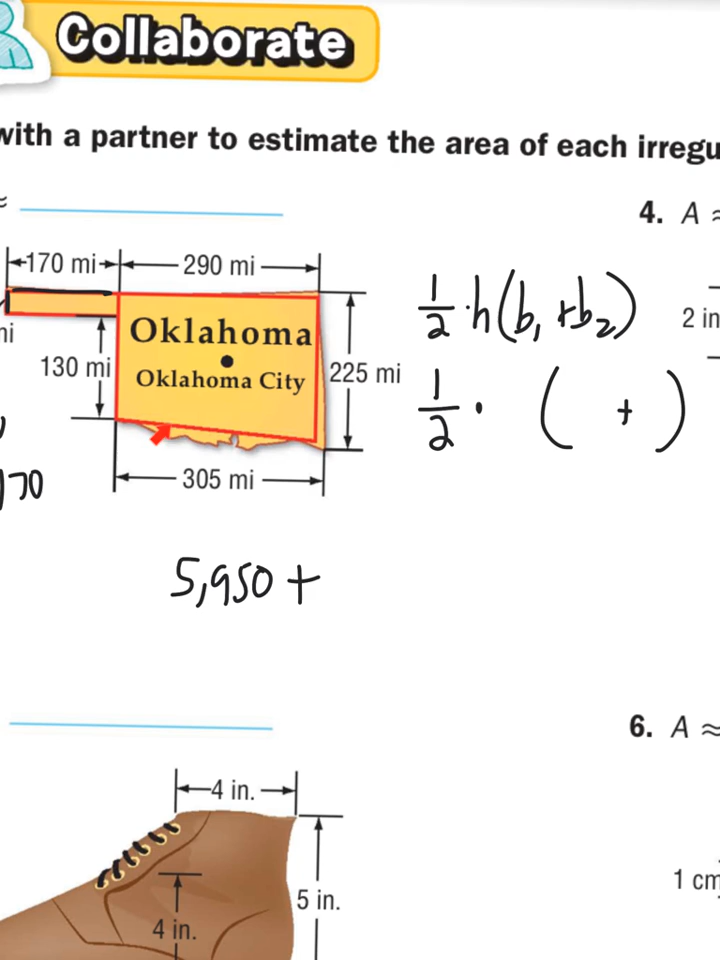 Collaborate
with a partner to estimate the area of each
≈
4. A ≈
170 mi
290 mi
Oklahoma
Oklahoma City
130 mi
225 mi
305 mi
1/2 · h(b₁ + b₂)
1/2 · ( + )
2 in
170
5,950 +
6. A ≈
4 in.
5 in.
4 in.
1 cm